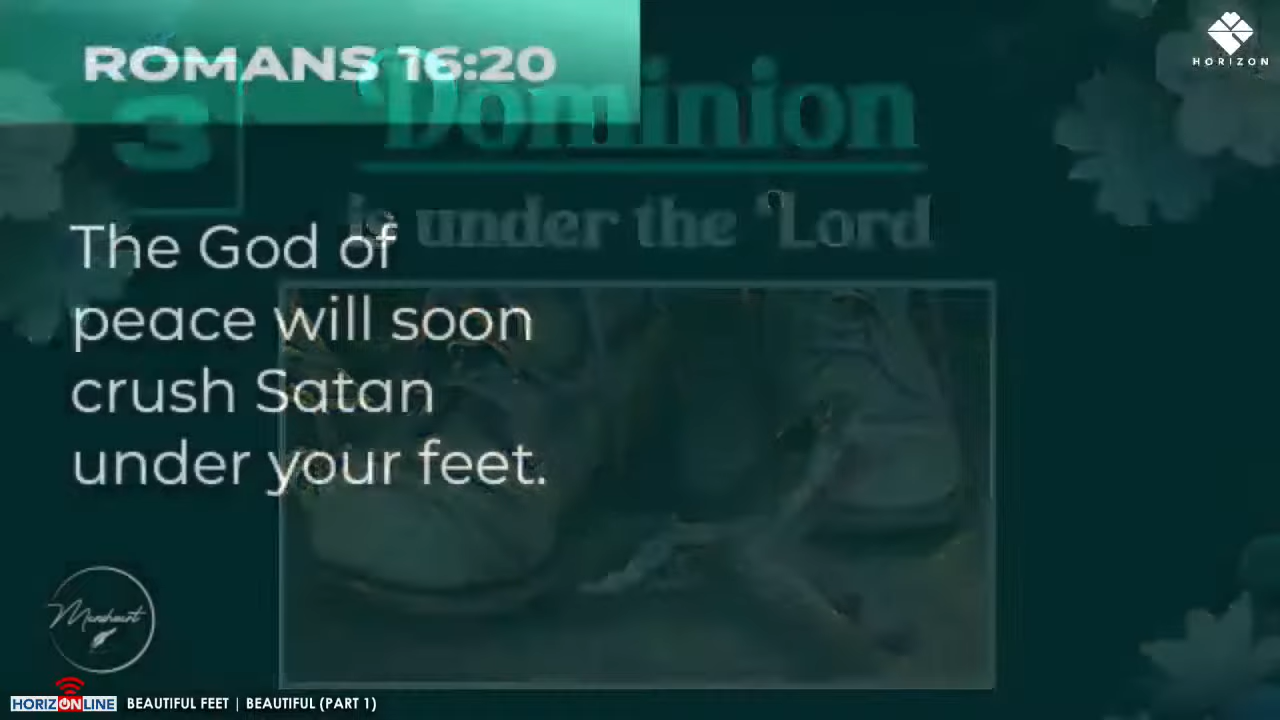 ROMANS 16:20
HORIZON
3
Dominion
is under the Lord
The God of
peace will soon
crush Satan
under your feet.
HORIZONLINE BEAUTIFUL FEET | BEAUTIFUL (PART 1)